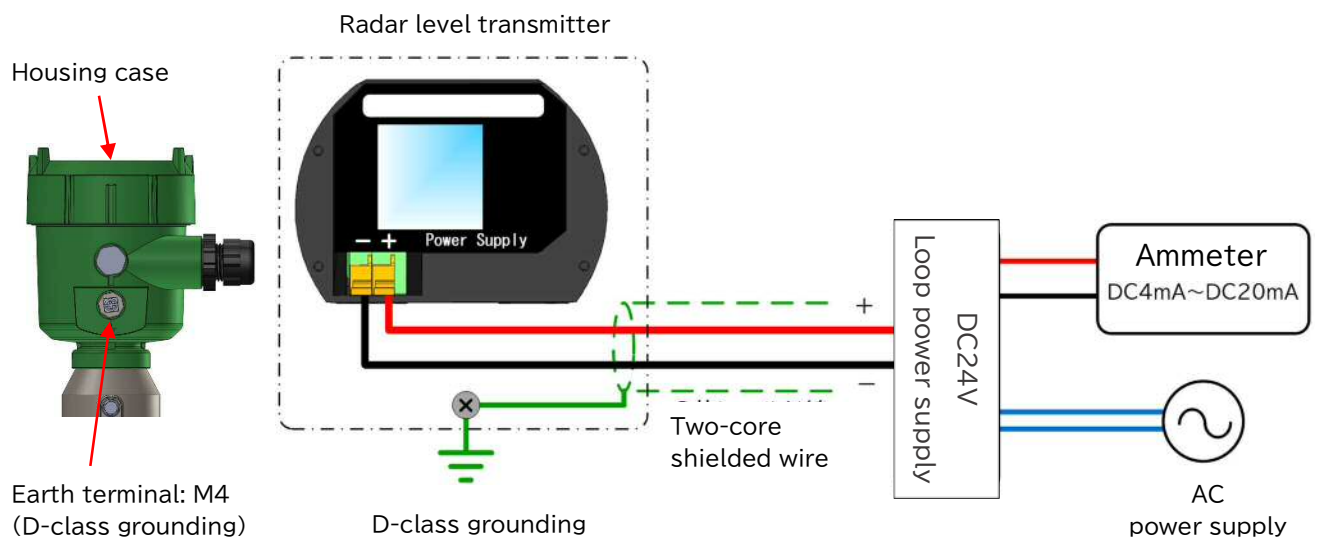 Radar level transmitter
Housing case
− + Power Supply
Loop power supply
DC24V
+
−
Ammeter
DC4mA~DC20mA
Two-core
shielded wire
Earth terminal: M4
(D-class grounding)
D-class grounding
AC
power supply